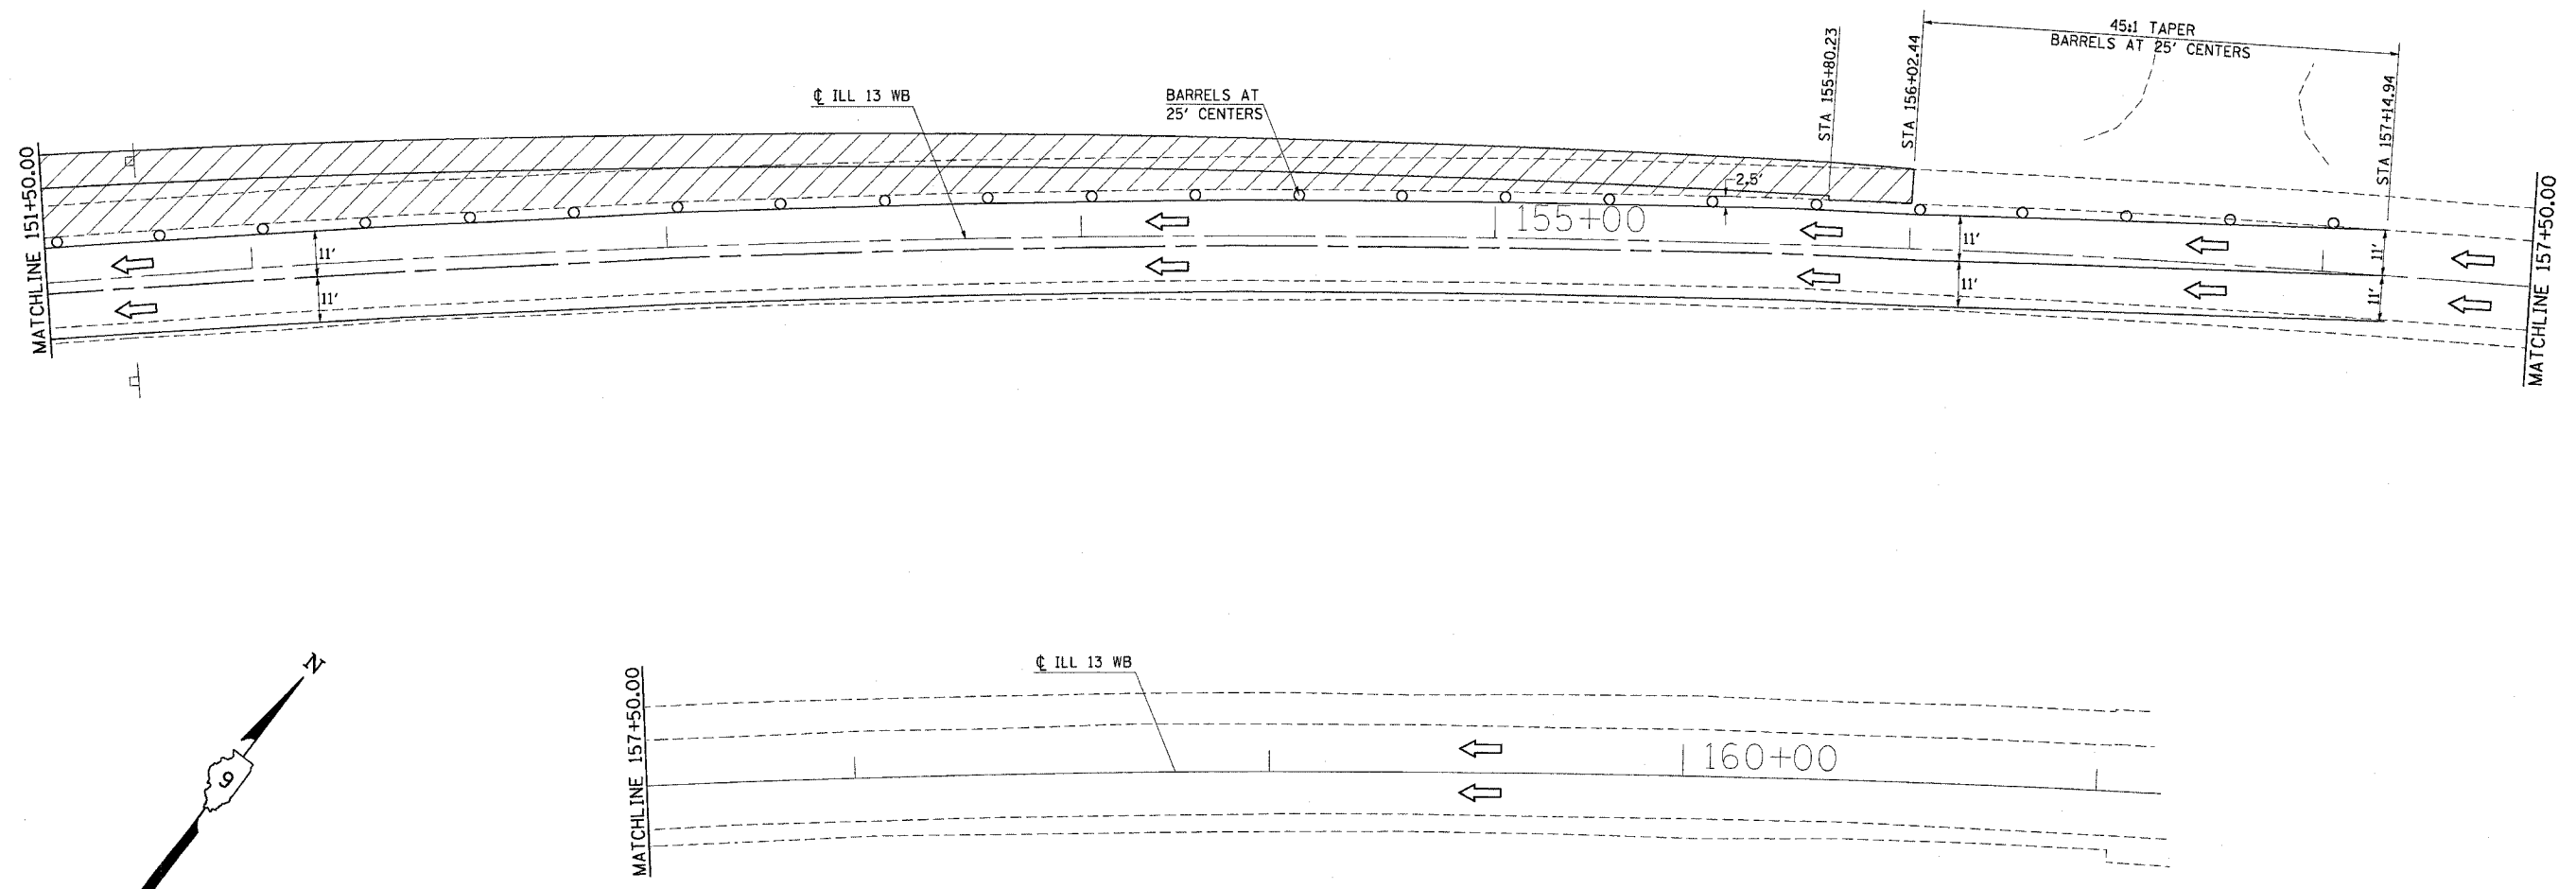 45:1 TAPER
BARRELS AT 25' CENTERS
STA 155+80.23
STA 156+02.44
STA 157+14.94
℄ ILL 13 WB
BARRELS AT
25' CENTERS
MATCHLINE 151+50.00
MATCHLINE 157+50.00
2.5'
155+00
11'
11'
11'
11'
11'
11'
N
9
℄ ILL 13 WB
MATCHLINE 157+50.00
160+00